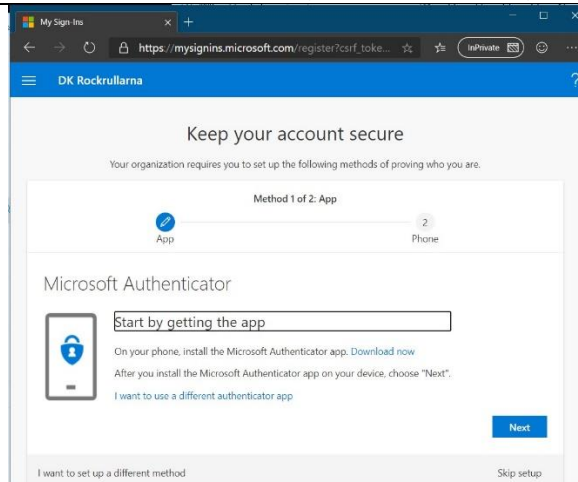 My Sign-Ins
https://mysignins.microsoft.com/register?csrf_toke...
InPrivate
DK Rockrullarna
?
Keep your account secure
Your organization requires you to set up the following methods of proving who you are.
Method 1 of 2: App
2
App
Phone
Microsoft Authenticator
Start by getting the app
On your phone, install the Microsoft Authenticator app. Download now
After you install the Microsoft Authenticator app on your device, choose "Next".
I want to use a different authenticator app
Next
I want to set up a different method
Skip setup